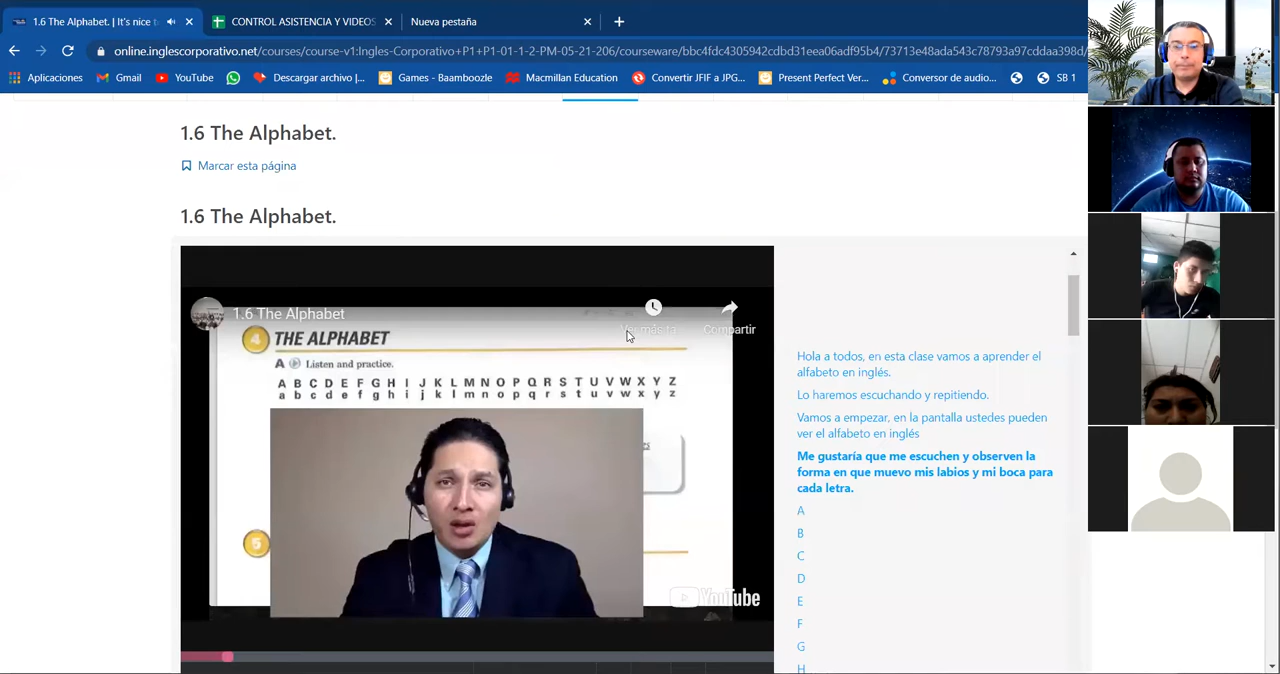 1.6 The Alphabet. | It's nice t
CONTROL ASISTENCIA Y VIDEOS
Nueva pestaña
online.inglescorporativo.net/courses/course-v1:Ingles-Corporativo+P1+P1-01-1-2-PM-05-21-206/courseware/bbc4fdc4305942cdbd31eea06adf95b4/73713e48ada543c78793a97cddaa398d/
Aplicaciones
Gmail
YouTube
Descargar archivo |...
Games - Baamboozle
Macmillan Education
Convertir JFIF a JPG...
Present Perfect Ver...
Conversor de audio...
SB 1
1.6 The Alphabet.
Marcar esta página
1.6 The Alphabet.
1.6 The Alphabet
Compartir
4 THE ALPHABET
A Listen and practice.
A B C D E F G H I J K L M N O P Q R S T U V W X Y Z
a b c d e f g h i j k l m n o p q r s t u v w x y z
5
YouTube
Hola a todos, en esta clase vamos a aprender el
alfabeto en inglés.
Lo haremos escuchando y repitiendo.
Vamos a empezar, en la pantalla ustedes pueden
ver el alfabeto en inglés
Me gustaría que me escuchen y observen la
forma en que muevo mis labios y mi boca para
cada letra.
A
B
C
D
E
F
G
H